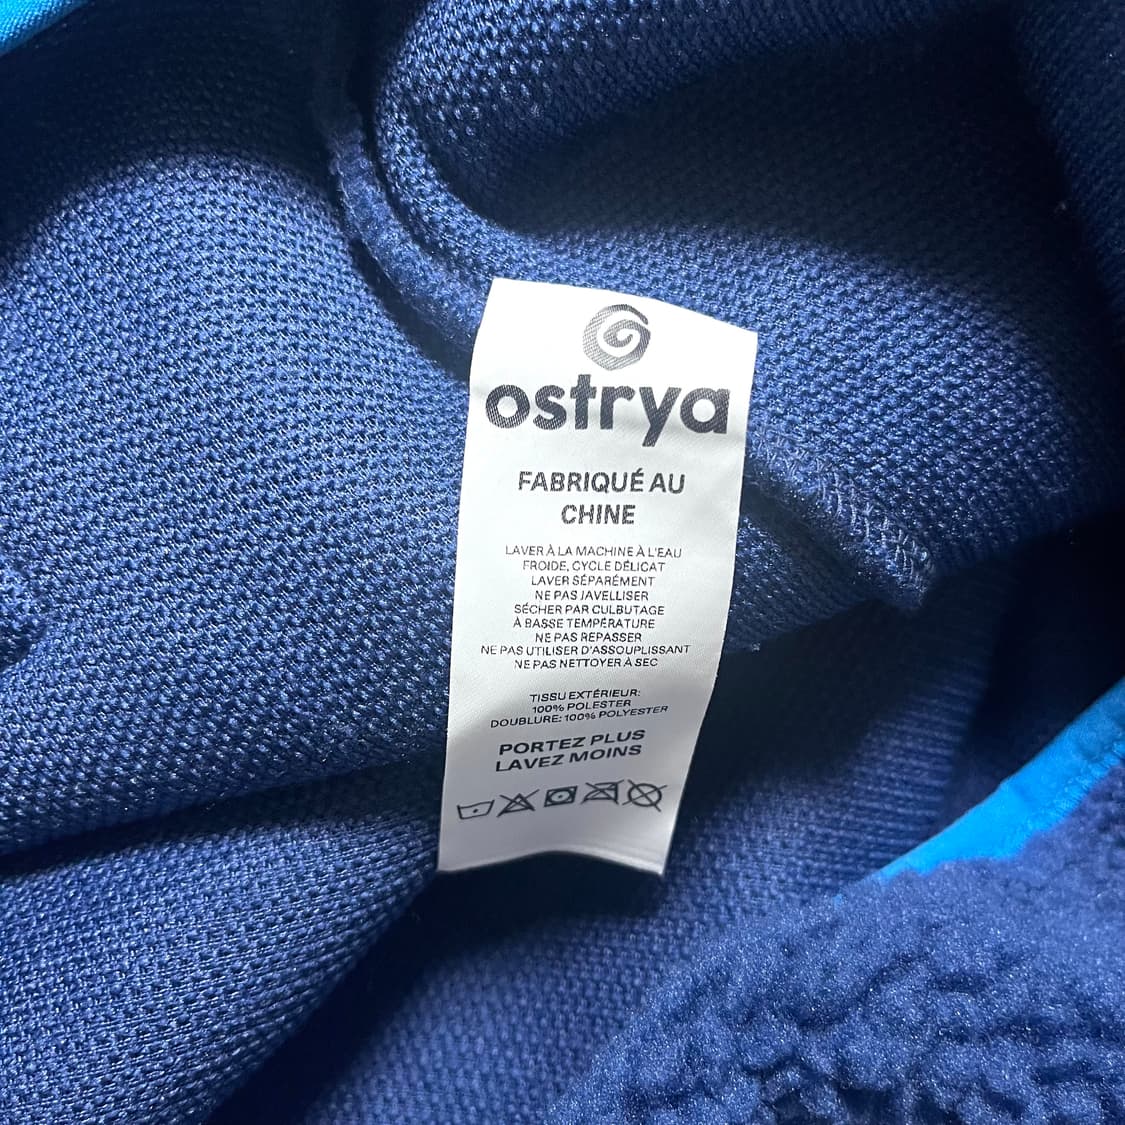 ostrya
FABRIQUÉ AU
CHINE
LAVER À LA MACHINE À L'EAU
FROIDE, CYCLE DÉLICAT
LAVER SÉPARÉMENT
NE PAS JAVELLISER
SÉCHER PAR CULBUTAGE
À BASSE TEMPÉRATURE
NE PAS REPASSER
NE PAS UTILISER D'ASSOUPLISSANT
NE PAS NETTOYER À SEC
TISSU EXTÉRIEUR:
100% POLESTER
DOUBLURE: 100% POLYESTER
PORTEZ PLUS
LAVEZ MOINS